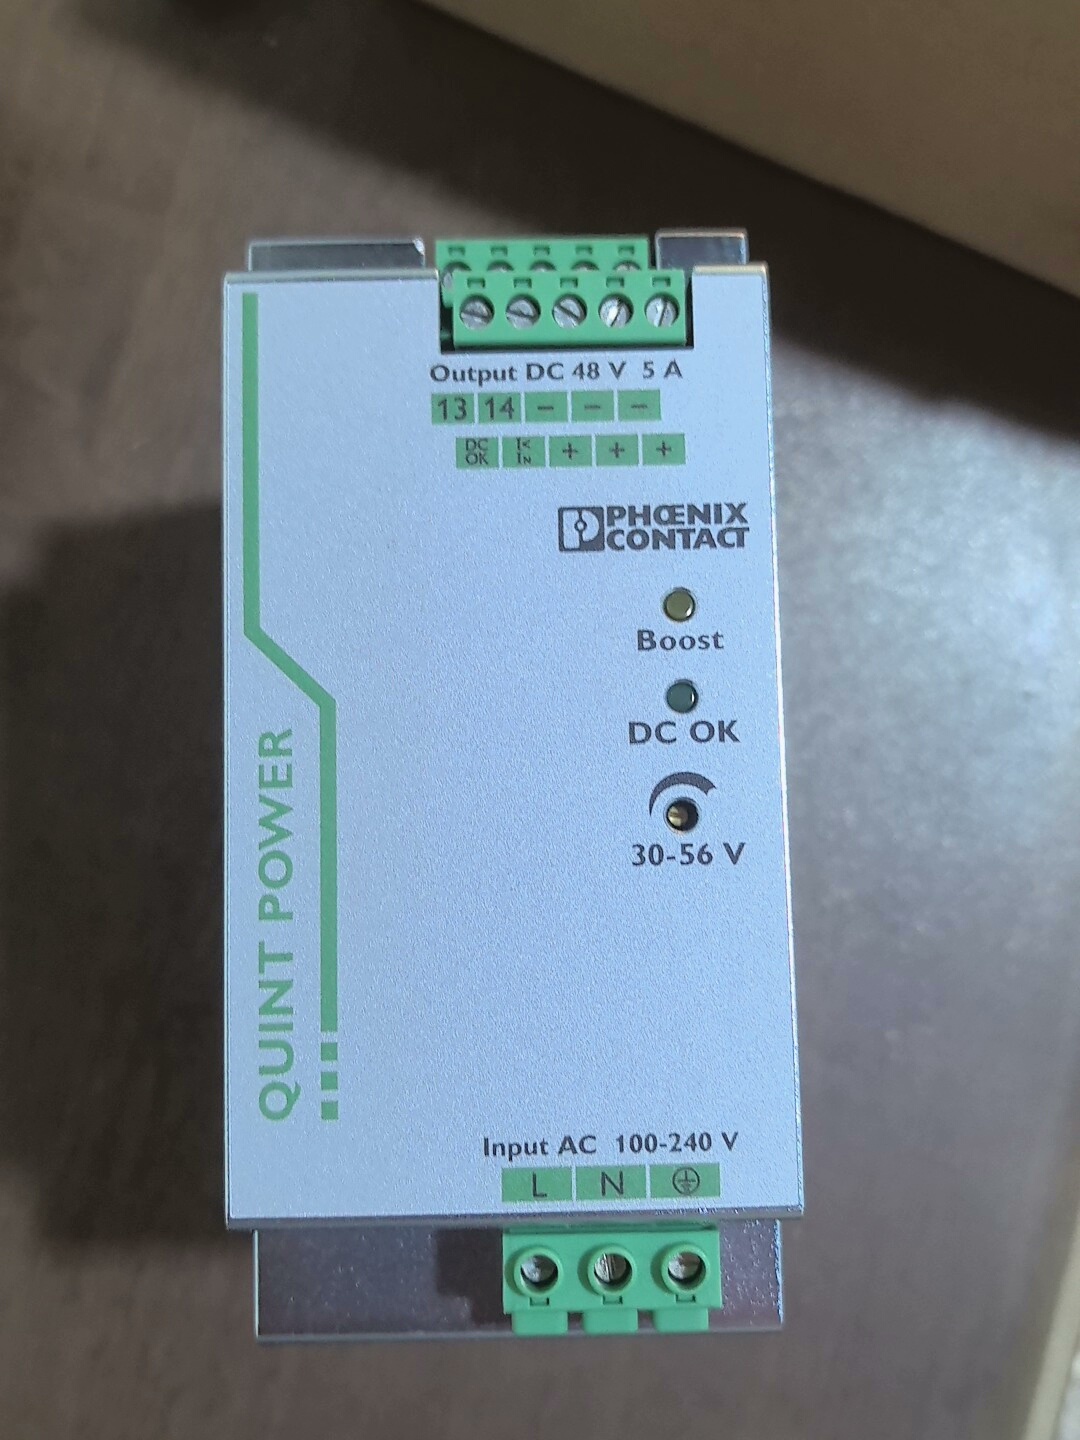 Output DC 48 V 5 A
13 14 − − −
DC OK I< IN + + +
PHŒNIX
CONTACT
Boost
DC OK
30-56 V
QUINT POWER
Input AC 100-240 V
L N